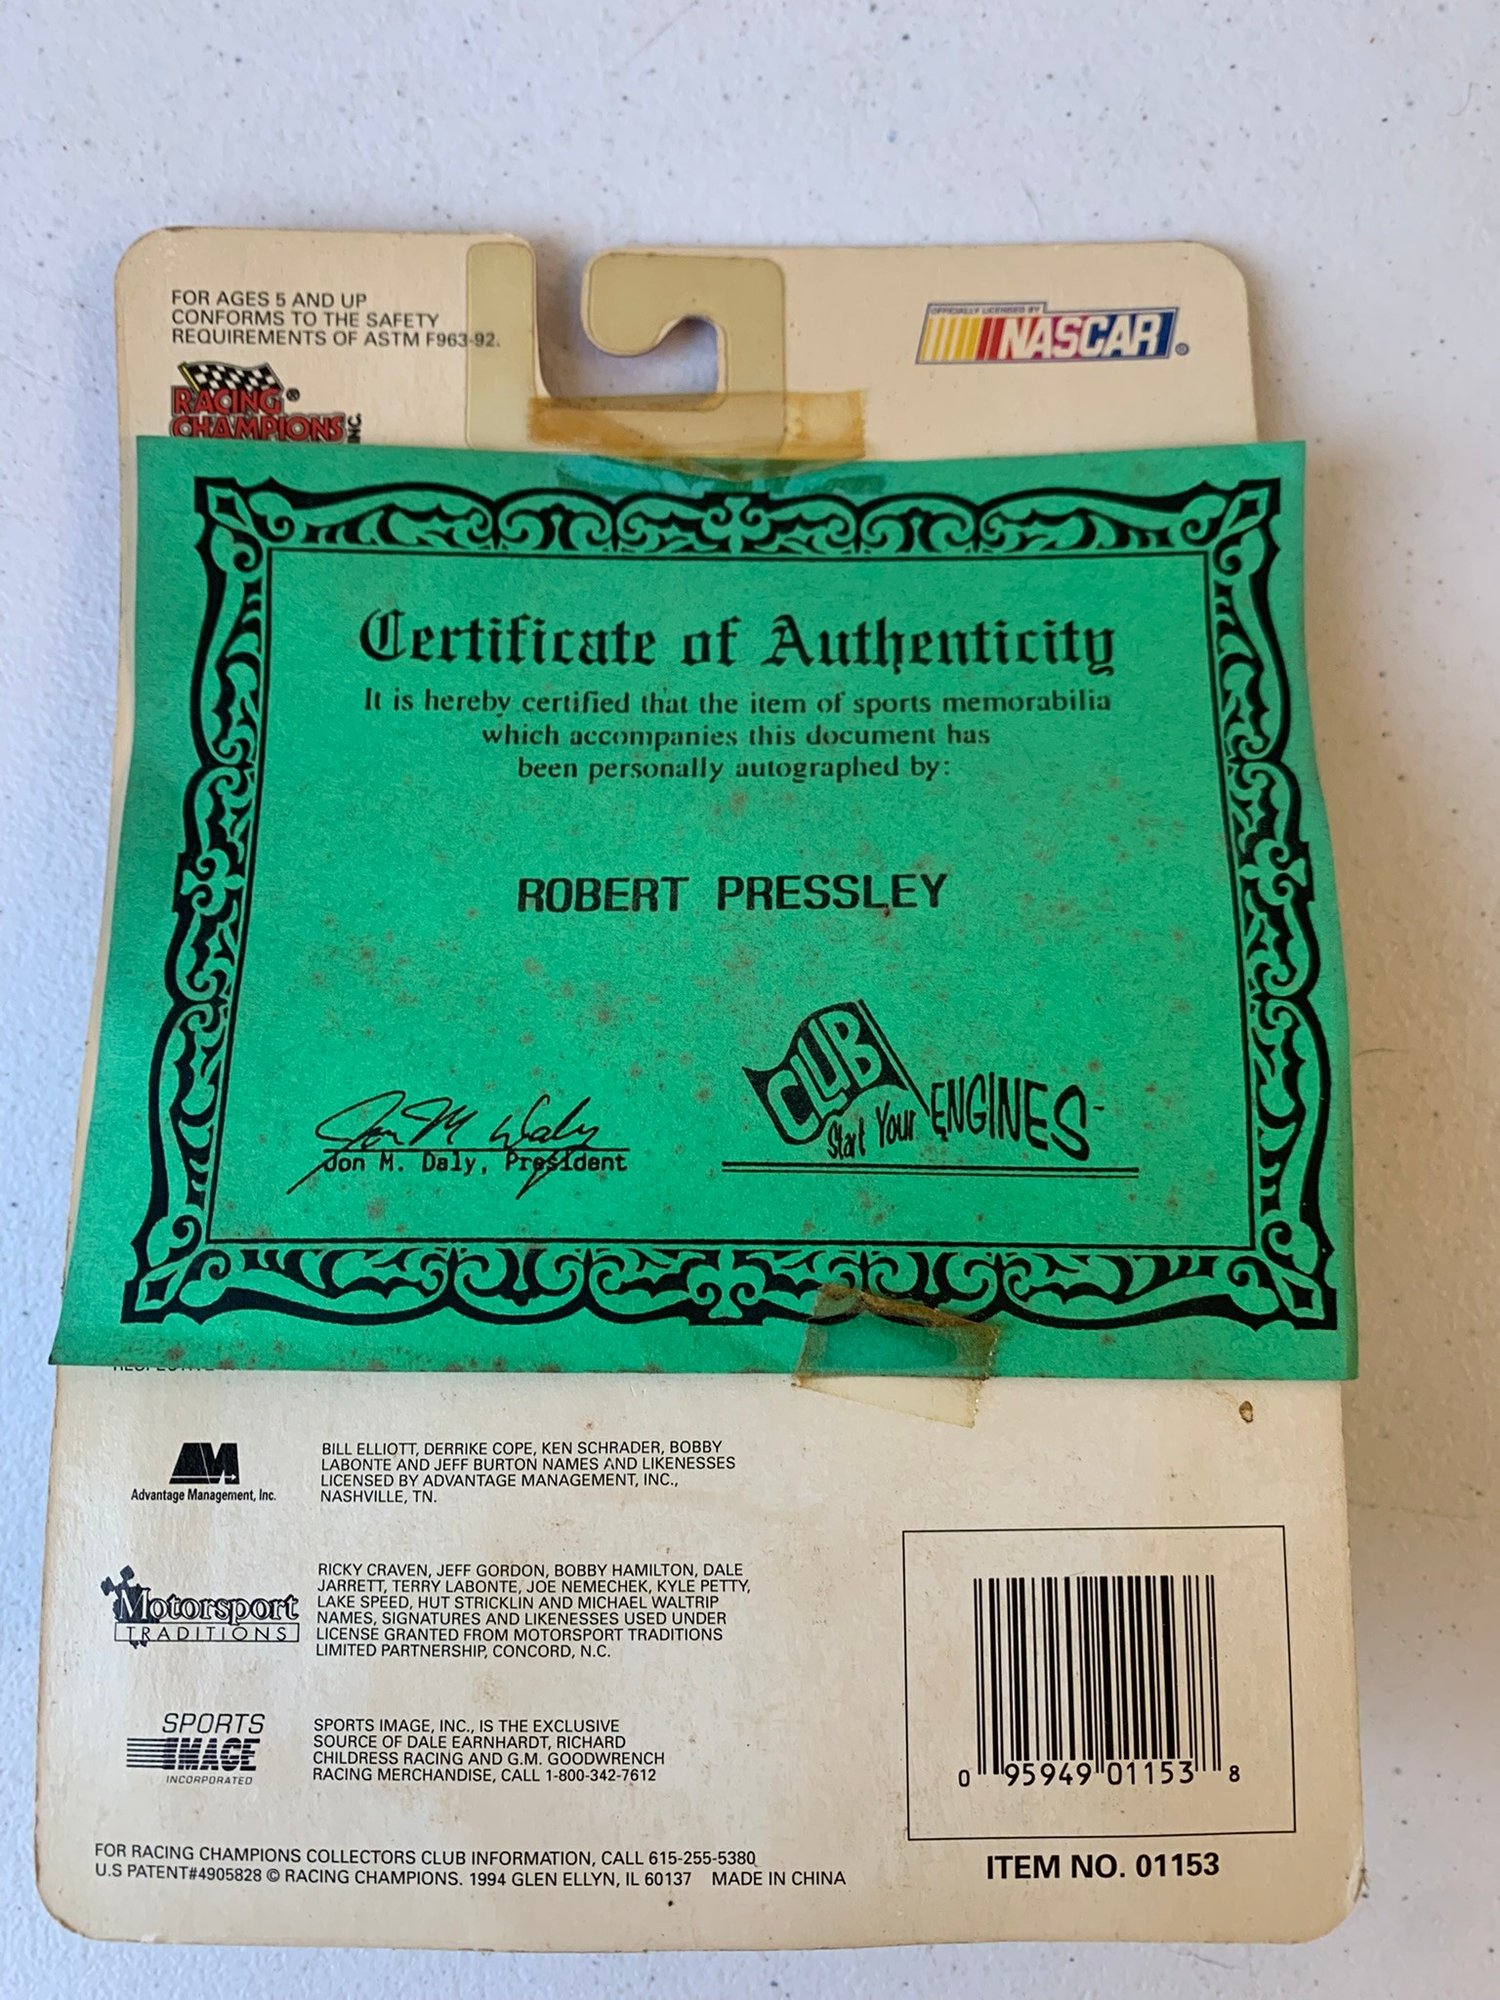 FOR AGES 5 AND UP
CONFORMS TO THE SAFETY
REQUIREMENTS OF ASTM F963-92.
OFFICIALLY LICENSED BY
NASCAR ®
RACING ®
CHAMPIONS INC.
Certificate of Authenticity
It is hereby certified that the item of sports memorabilia
which accompanies this document has
been personally autographed by:
ROBERT PRESSLEY
Jon M Daly
Jon M. Daly, President
CLUB
Start Your ENGINES
Advantage Management, Inc.
BILL ELLIOTT, DERRIKE COPE, KEN SCHRADER, BOBBY
LABONTE AND JEFF BURTON NAMES AND LIKENESSES
LICENSED BY ADVANTAGE MANAGEMENT, INC.,
NASHVILLE, TN.
Motorsport
TRADITIONS
RICKY CRAVEN, JEFF GORDON, BOBBY HAMILTON, DALE
JARRETT, TERRY LABONTE, JOE NEMECHEK, KYLE PETTY,
LAKE SPEED, HUT STRICKLIN AND MICHAEL WALTRIP
NAMES, SIGNATURES AND LIKENESSES USED UNDER
LICENSE GRANTED FROM MOTORSPORT TRADITIONS
LIMITED PARTNERSHIP, CONCORD, N.C.
SPORTS
IMAGE
INCORPORATED
SPORTS IMAGE, INC., IS THE EXCLUSIVE
SOURCE OF DALE EARNHARDT, RICHARD
CHILDRESS RACING AND G.M. GOODWRENCH
RACING MERCHANDISE, CALL 1-800-342-7612
0 95949 01153 8
ITEM NO. 01153
FOR RACING CHAMPIONS COLLECTORS CLUB INFORMATION, CALL 615-255-5380
U.S PATENT#4905828 © RACING CHAMPIONS. 1994 GLEN ELLYN, IL 60137 MADE IN CHINA